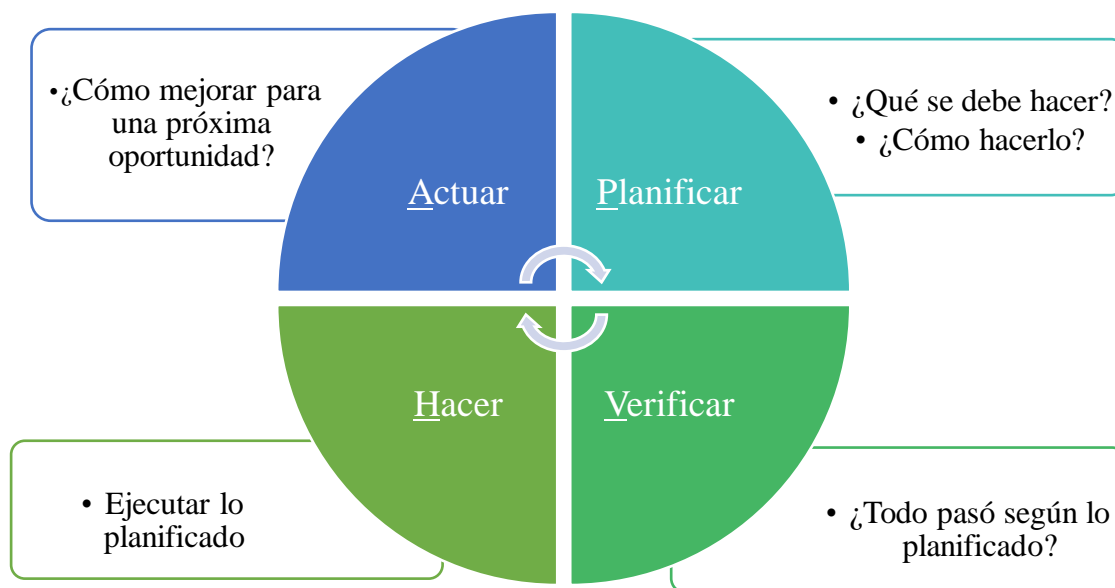 •¿Cómo mejorar para
una próxima
oportunidad?
Actuar
Planificar
• ¿Qué se debe hacer?
• ¿Cómo hacerlo?
• Ejecutar lo
planificado
Hacer
Verificar
• ¿Todo pasó según lo
planificado?